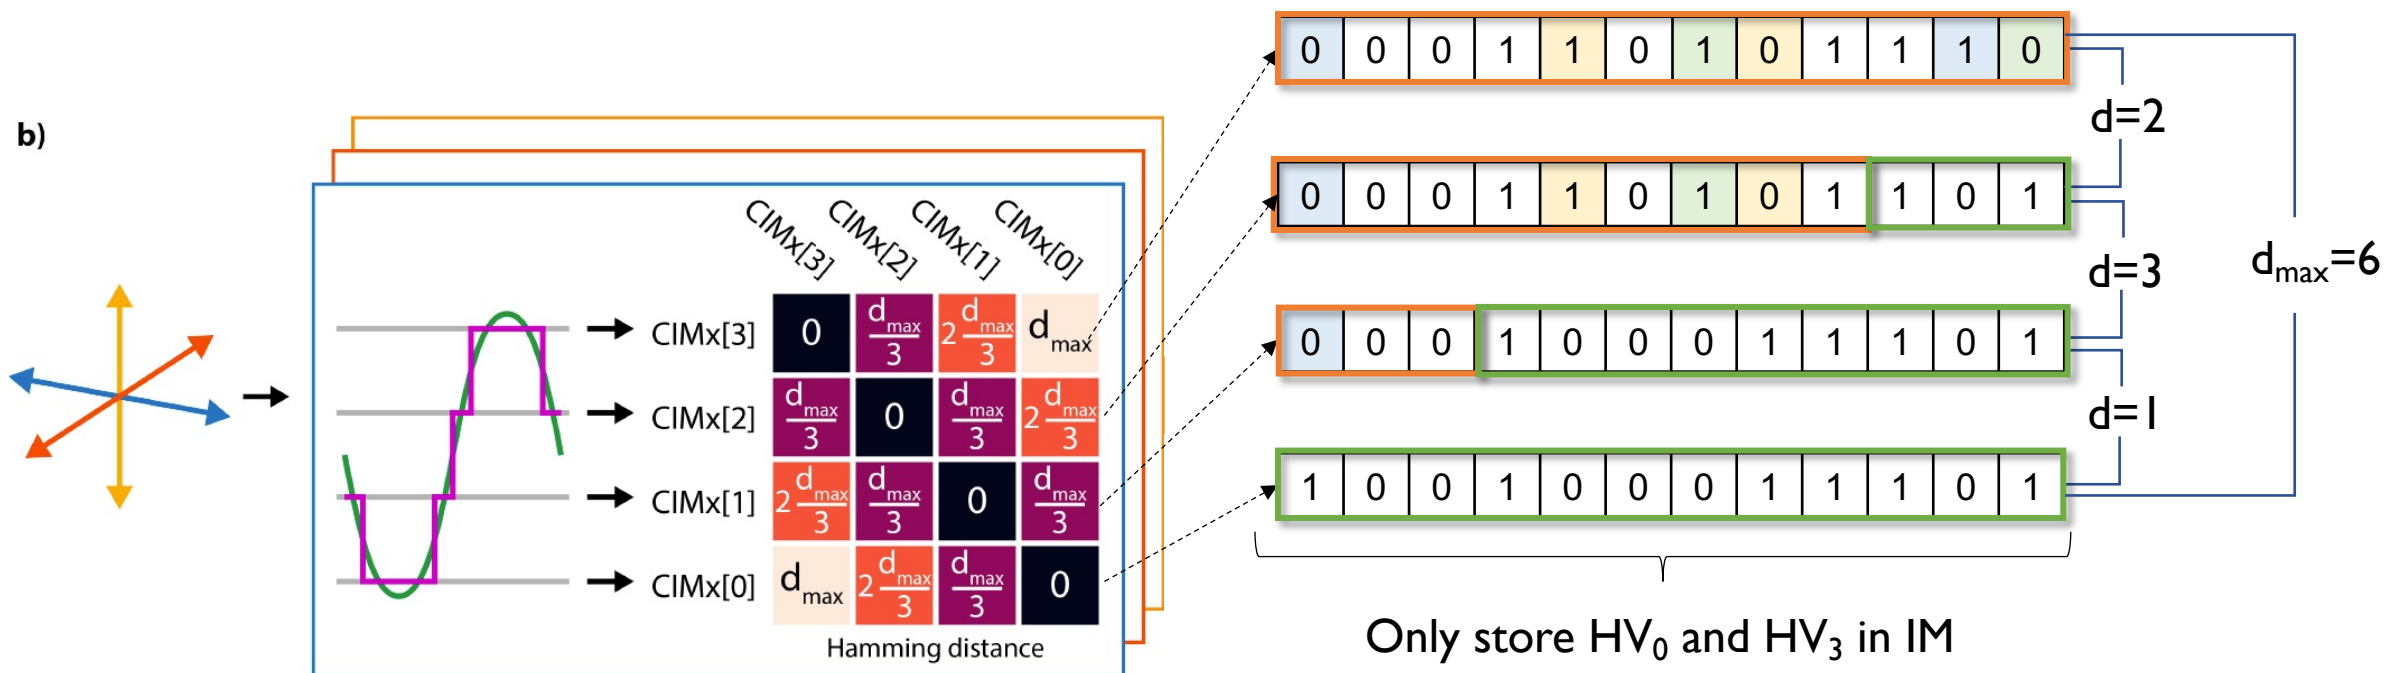 b)
CIMx[3] CIMx[2] CIMx[1] CIMx[0]
CIMx[3] 0 d_max/3 2 d_max/3 d_max
CIMx[2] d_max/3 0 d_max/3 2 d_max/3
CIMx[1] 2 d_max/3 d_max/3 0 d_max/3
CIMx[0] d_max 2 d_max/3 d_max/3 0
Hamming distance
0 0 0 1 1 0 1 0 1 1 1 0
d=2
0 0 0 1 1 0 1 0 1 1 0 1
d=3
d_max=6
0 0 0 1 0 0 0 1 1 1 0 1
d=1
1 0 0 1 0 0 0 1 1 1 0 1
Only store HV₀ and HV₃ in IM